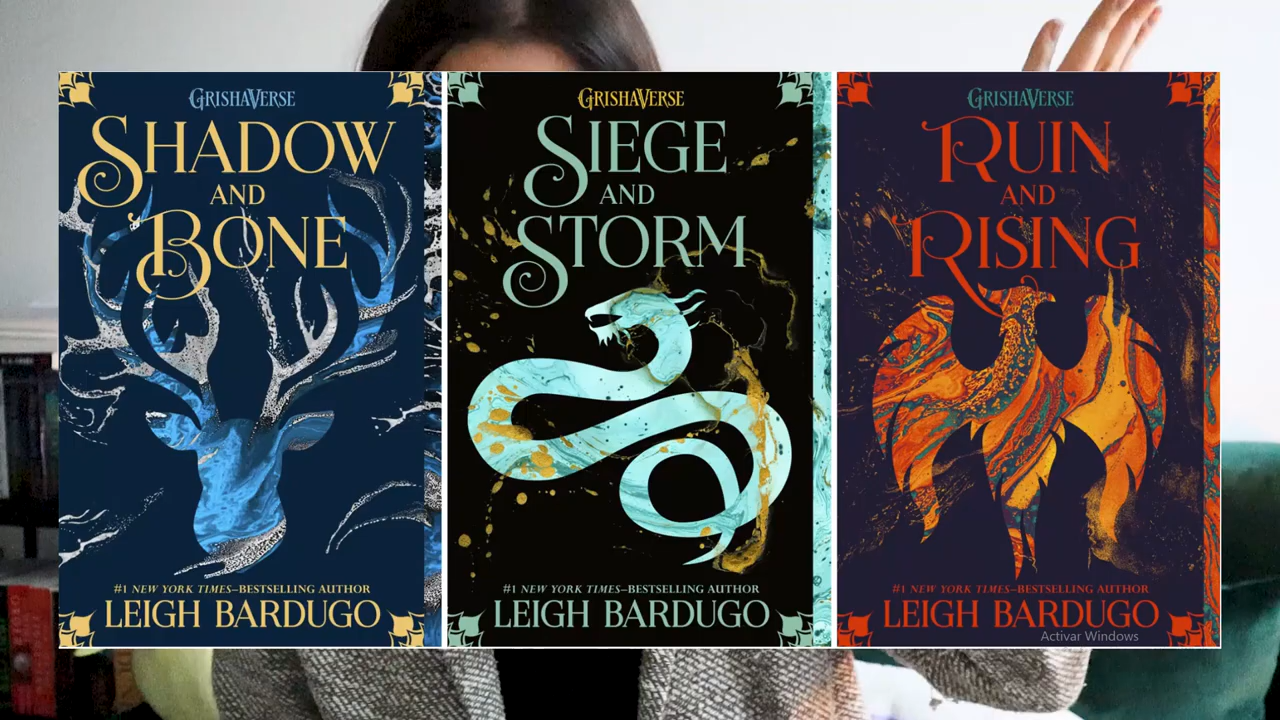 GRISHAVERSE
SHADOW
AND
BONE
#1 NEW YORK TIMES–BESTSELLING AUTHOR
LEIGH BARDUGO
GRISHAVERSE
SIEGE
AND
STORM
#1 NEW YORK TIMES–BESTSELLING AUTHOR
LEIGH BARDUGO
GRISHAVERSE
RUIN
AND
RISING
#1 NEW YORK TIMES–BESTSELLING AUTHOR
LEIGH BARDUGO
Activar Windows